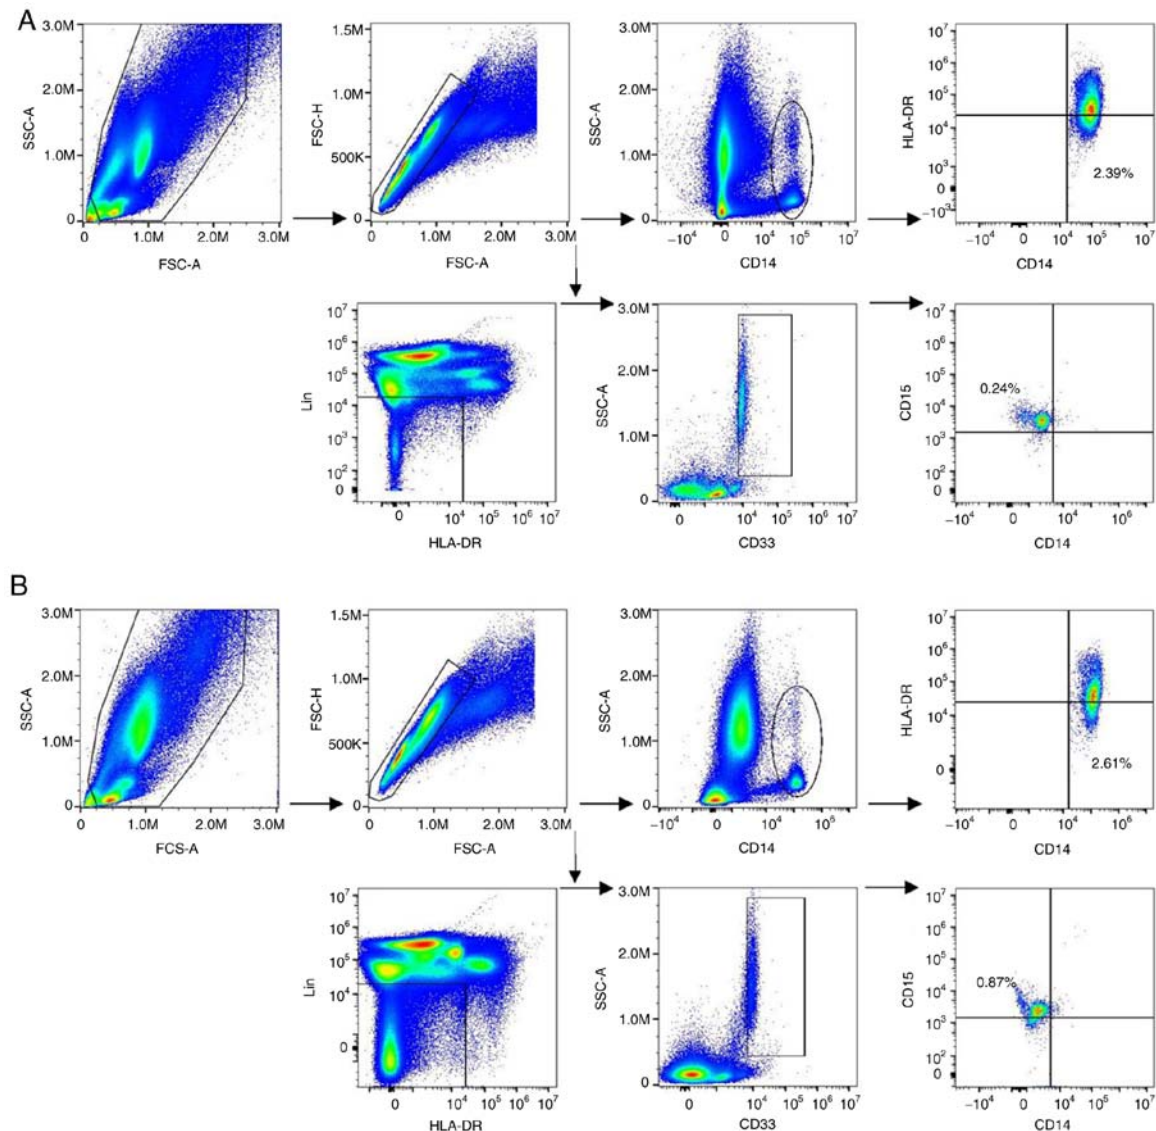 A
SSC-A
3.0M
2.0M
1.0M
0
0
1.0M
2.0M
3.0M
FSC-A
FSC-H
1.5M
1.0M
500K
0
0
1.0M
2.0M
3.0M
FSC-A
SSC-A
3.0M
2.0M
1.0M
0
−10⁴
0
10⁴
10⁵
10⁷
CD14
HLA-DR
10⁷
10⁶
10⁵
10⁴
10³
0
−10³
2.39%
−10⁴
0
10⁴
10⁵
10⁷
CD14
Lin
10⁷
10⁶
10⁵
10⁴
10³
10²
0
0
10⁴
10⁵
10⁶
10⁷
HLA-DR
SSC-A
3.0M
2.0M
1.0M
0
0
10³
10⁴
10⁵
10⁶
10⁷
CD33
CD15
10⁷
10⁶
10⁵
10⁴
10³
10²
0
0.24%
−10⁴
0
10⁴
10⁶
CD14
B
SSC-A
3.0M
2.0M
1.0M
0
0
1.0M
2.0M
3.0M
FCS-A
FSC-H
1.5M
1.0M
500K
0
0
1.0M
2.0M
3.0M
FSC-A
SSC-A
3.0M
2.0M
1.0M
0
−10⁴
0
10⁴
10⁶
CD14
HLA-DR
10⁷
10⁶
10⁵
10⁴
0
2.61%
−10⁴
0
10⁴
10⁶
CD14
Lin
10⁷
10⁶
10⁵
10⁴
0
0
10⁴
10⁵
10⁶
10⁷
HLA-DR
SSC-A
3.0M
2.0M
1.0M
0
0
10³
10⁴
10⁵
10⁶
10⁷
CD33
CD15
10⁷
10⁶
10⁵
10⁴
10³
10²
0
0.87%
−10⁴
0
10⁴
10⁶
CD14